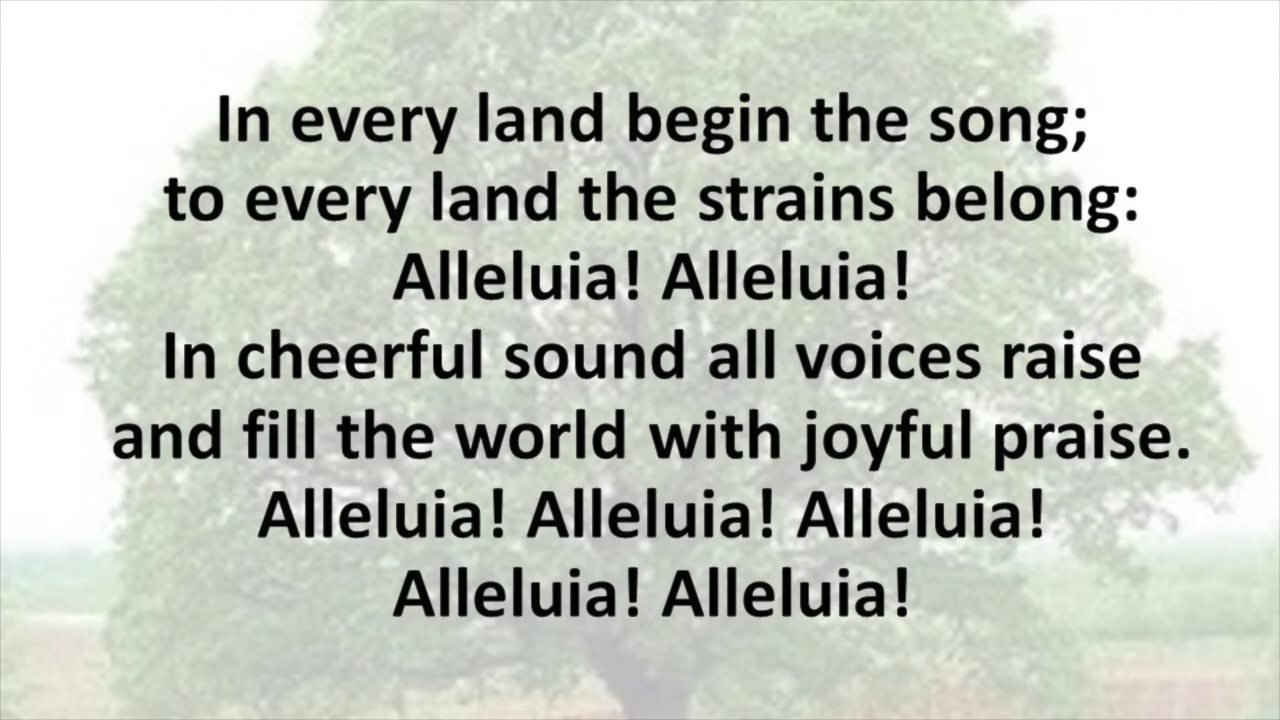 In every land begin the song;
to every land the strains belong:
Alleluia! Alleluia!
In cheerful sound all voices raise
and fill the world with joyful praise.
Alleluia! Alleluia! Alleluia!
Alleluia! Alleluia!